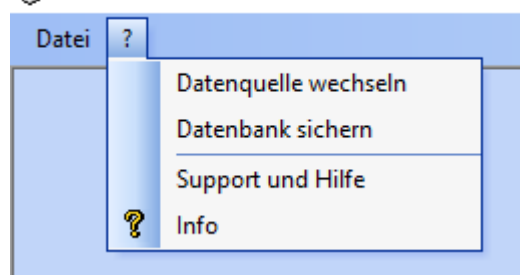 Datei ?
Datenquelle wechseln
Datenbank sichern
Support und Hilfe
? Info